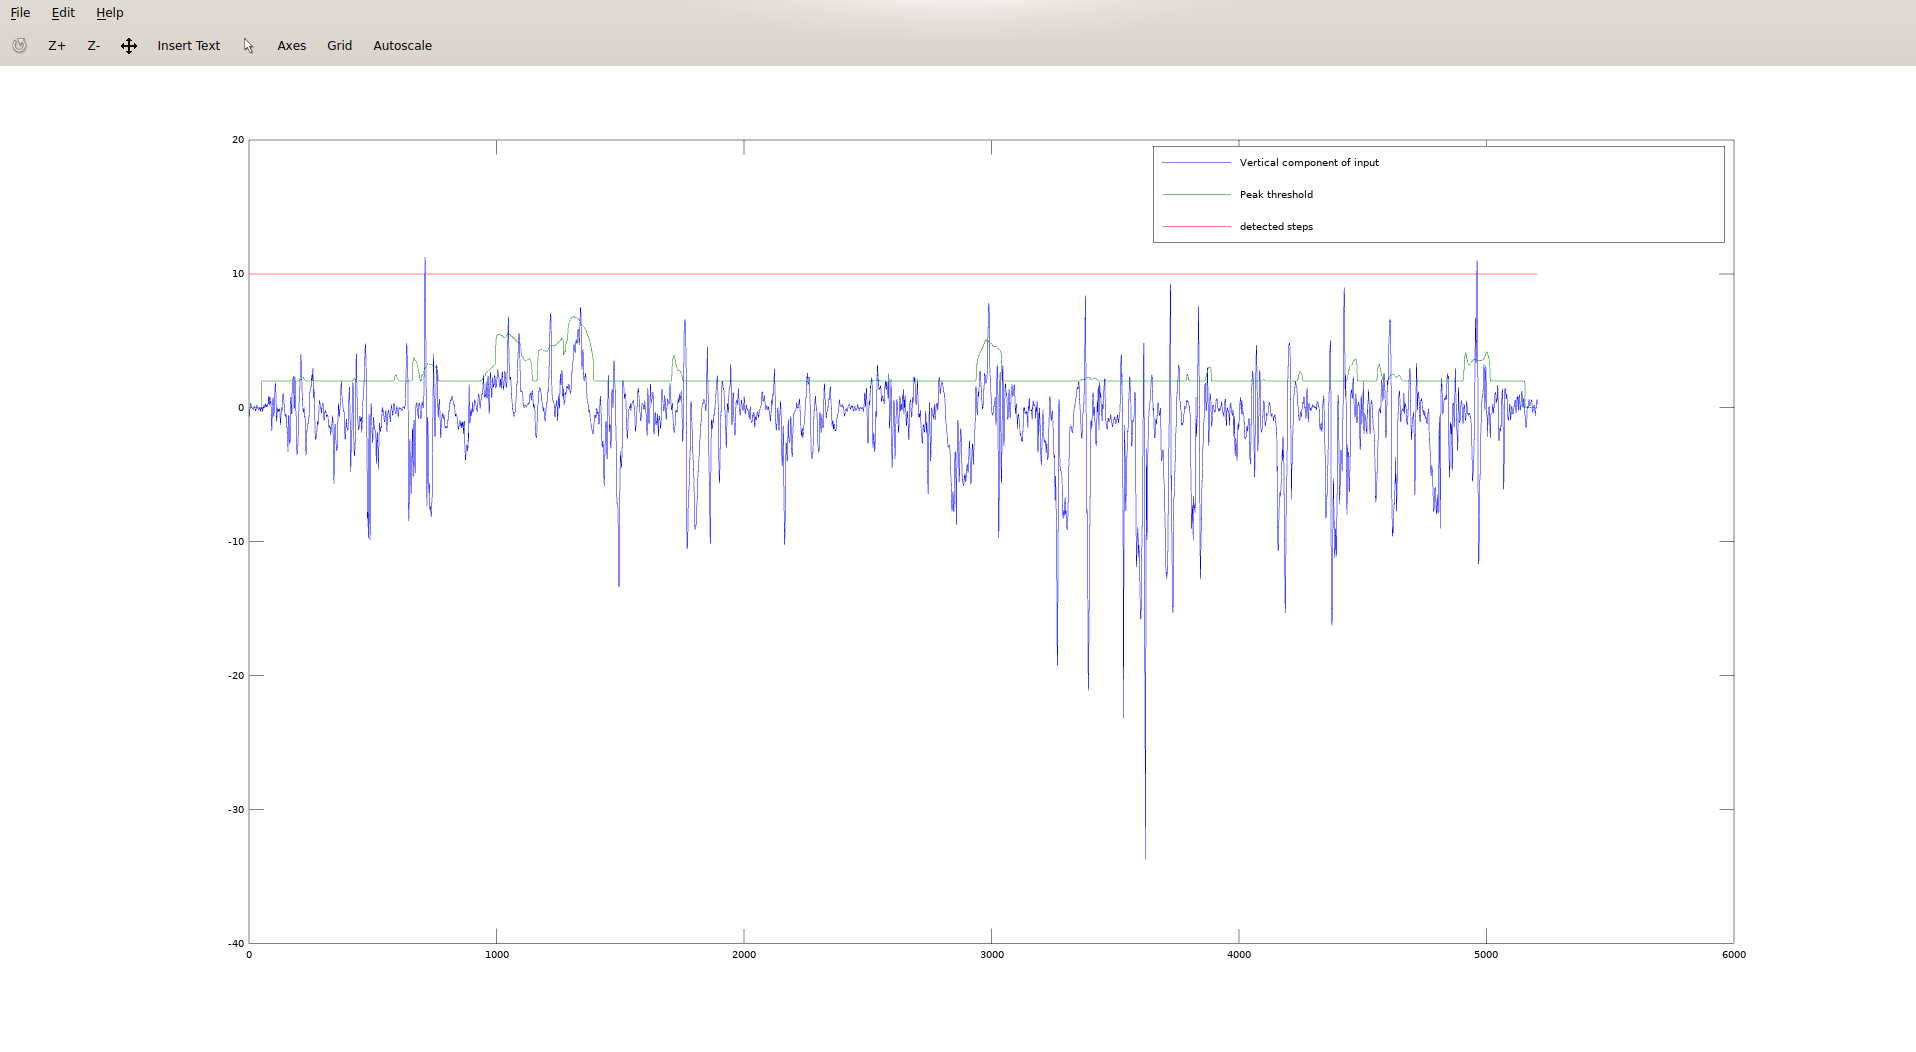 File Edit Help
Z+ Z- Insert Text Axes Grid Autoscale
20
Vertical component of input
Peak threshold
detected steps
10
0
-10
-20
-30
-40
0 1000 2000 3000 4000 5000 6000